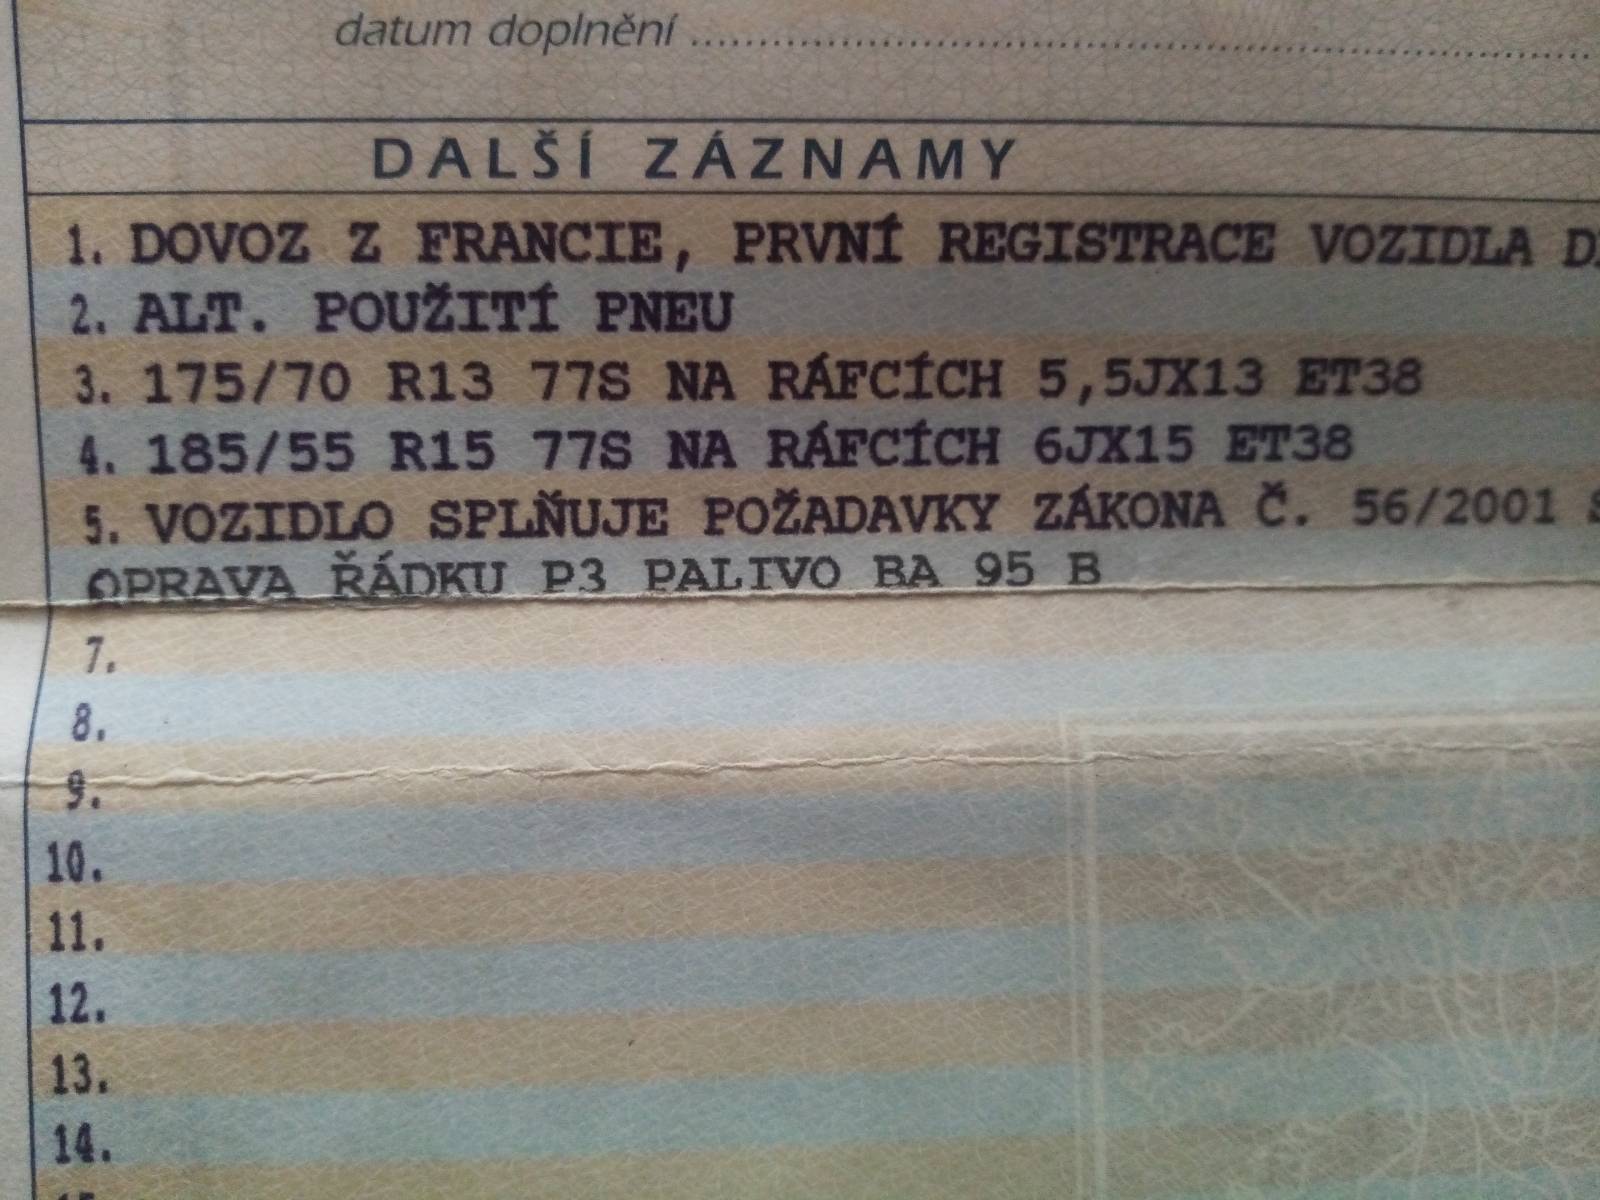 datum doplnění
DALŠÍ ZÁZNAMY
1. DOVOZ Z FRANCIE, PRVNÍ REGISTRACE VOZIDLA
2. ALT. POUŽITÍ PNEU
3. 175/70 R13 77S NA RÁFCÍCH 5,5JX13 ET38
4. 185/55 R15 77S NA RÁFCÍCH 6JX15 ET38
5. VOZIDLO SPLŇUJE POŽADAVKY ZÁKONA Č. 56/2001
OPRAVA ŘÁDKU P3 PALIVO BA 95 B
7.
8.
9.
10.
11.
12.
13.
14.